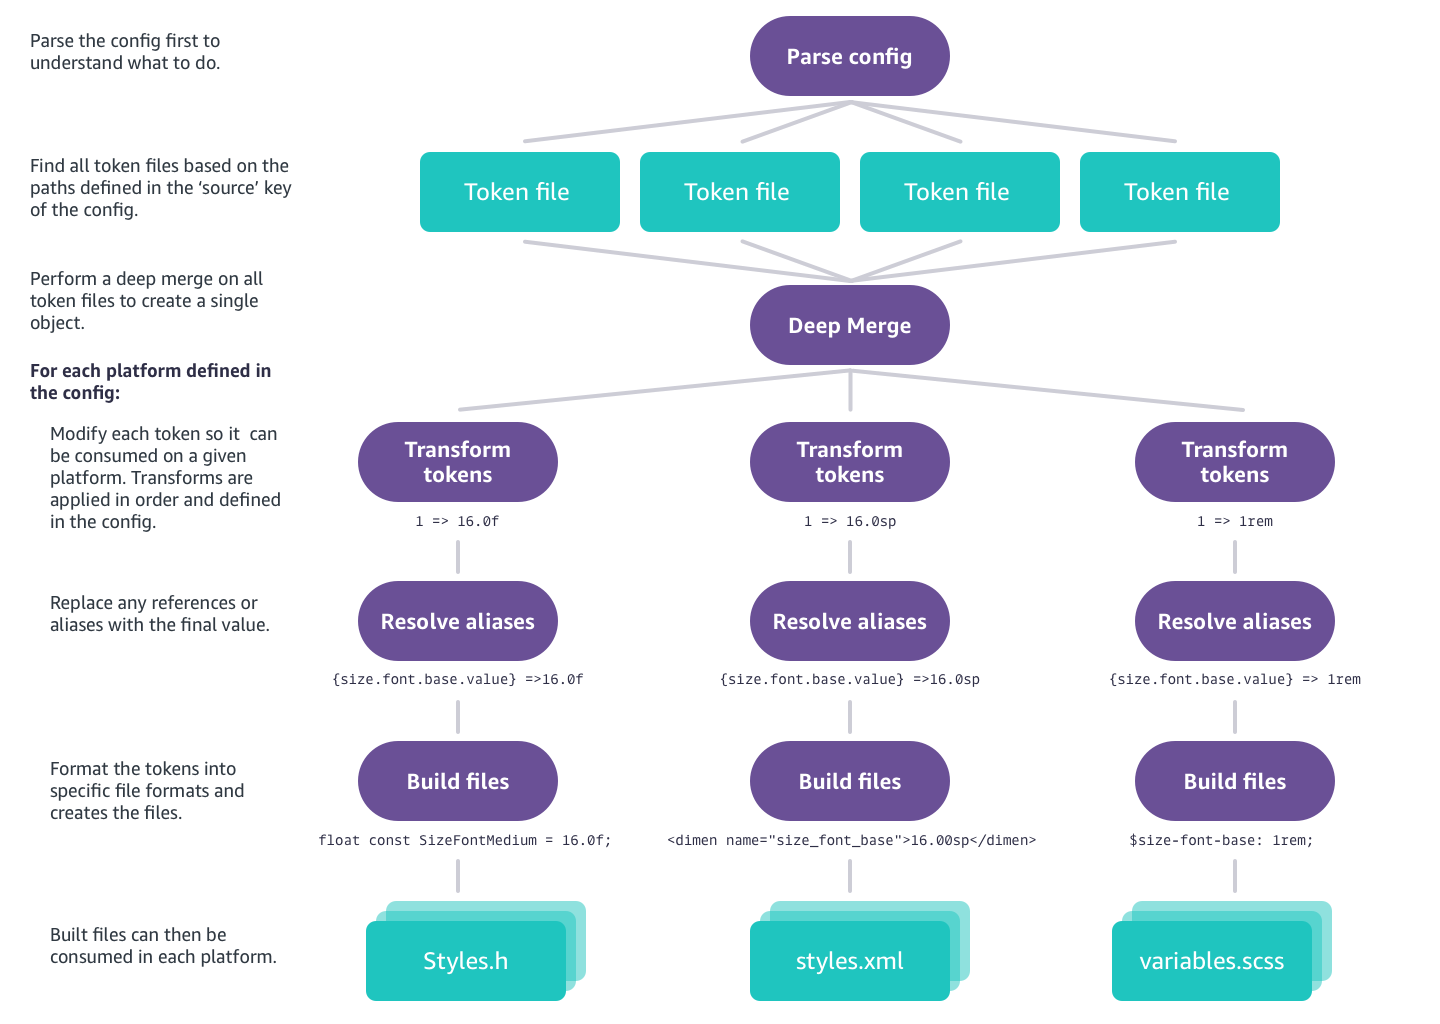 Parse the config first to
understand what to do.
Parse config
Find all token files based on the
paths defined in the ‘source’ key
of the config.
Token file
Token file
Token file
Token file
Perform a deep merge on all
token files to create a single
object.
Deep Merge
For each platform defined in
the config:
Modify each token so it  can
be consumed on a given
platform. Transforms are
applied in order and defined
in the config.
Transform
tokens
1 => 16.0f
Transform
tokens
1 => 16.0sp
Transform
tokens
1 => 1rem
Replace any references or
aliases with the final value.
Resolve aliases
{size.font.base.value} =>16.0f
Resolve aliases
{size.font.base.value} =>16.0sp
Resolve aliases
{size.font.base.value} => 1rem
Format the tokens into
specific file formats and
creates the files.
Build files
float const SizeFontMedium = 16.0f;
Build files
<dimen name="size_font_base">16.00sp</dimen>
Build files
$size-font-base: 1rem;
Built files can then be
consumed in each platform.
Styles.h
styles.xml
variables.scss